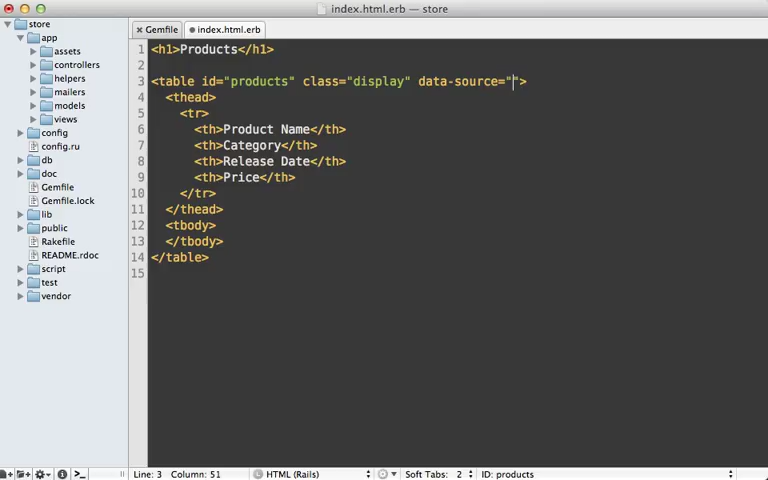 index.html.erb — store
store
app
assets
controllers
helpers
mailers
models
views
config
config.ru
db
doc
Gemfile
Gemfile.lock
lib
public
Rakefile
README.rdoc
script
test
vendor
Gemfile
index.html.erb
1 <h1>Products</h1>
2
3 <table id="products" class="display" data-source="">
4 <thead>
5 <tr>
6 <th>Product Name</th>
7 <th>Category</th>
8 <th>Release Date</th>
9 <th>Price</th>
10 </tr>
11 </thead>
12 <tbody>
13 </tbody>
14 </table>
15
Line: 3 Column: 51 HTML (Rails) Soft Tabs: 2 ID: products